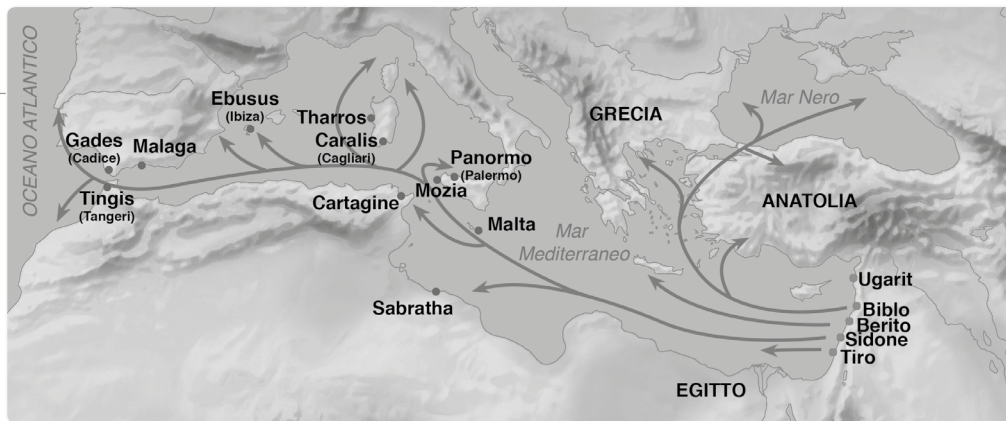 OCEANO ATLANTICO
Gades
(Cadice)
Malaga
Tingis
(Tangeri)
Ebusus
(Ibiza)
Tharros
Caralis
(Cagliari)
Cartagine
Mozia
Panormo
(Palermo)
Malta
Sabratha
Mar
Mediterraneo
GRECIA
Mar Nero
ANATOLIA
Ugarit
Biblo
Berito
Sidone
Tiro
EGITTO